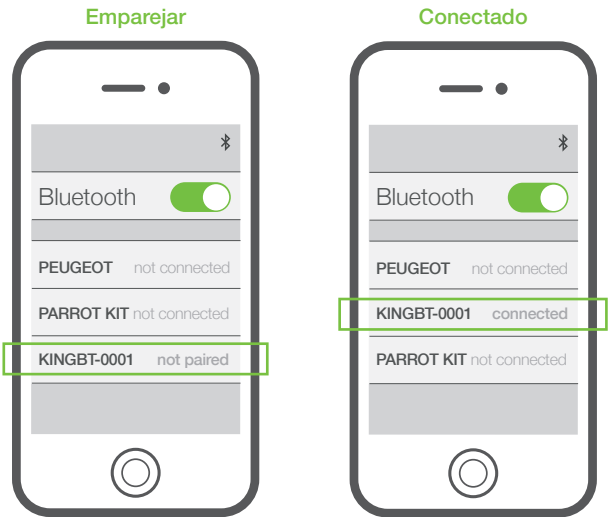 Emparejar
Bluetooth
PEUGEOT not connected
PARROT KIT not connected
KINGBT-0001 not paired
Conectado
Bluetooth
PEUGEOT not connected
KINGBT-0001 connected
PARROT KIT not connected